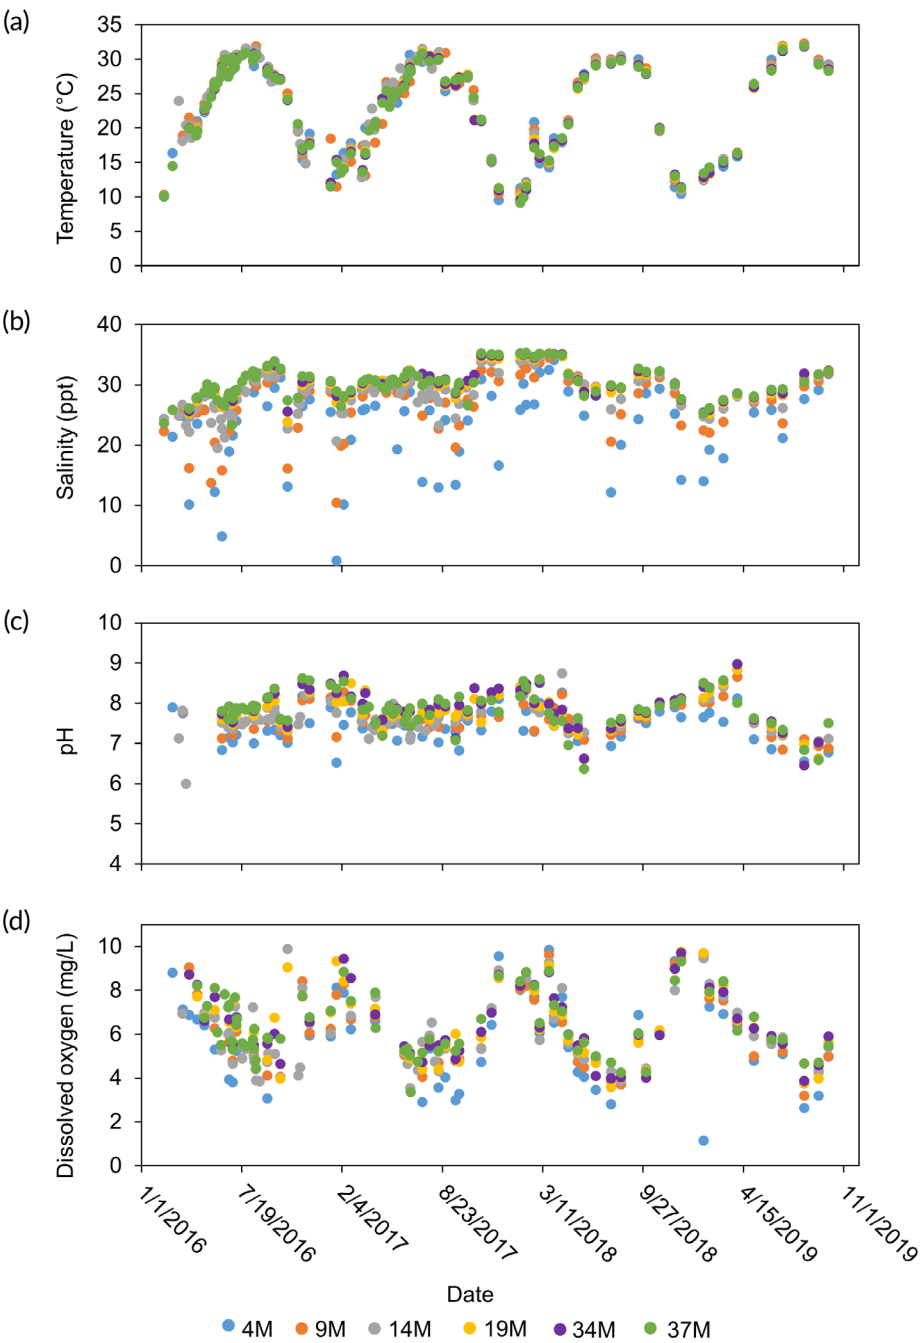 (a)
Temperature (°C)
35
30
25
20
15
10
5
0
(b)
Salinity (ppt)
40
30
20
10
0
(c)
pH
10
9
8
7
6
5
4
(d)
Dissolved oxygen (mg/L)
10
8
6
4
2
0
1/1/2016 7/19/2016 2/4/2017 8/23/2017 3/11/2018 9/27/2018 4/15/2019 11/1/2019
Date
4M 9M 14M 19M 34M 37M